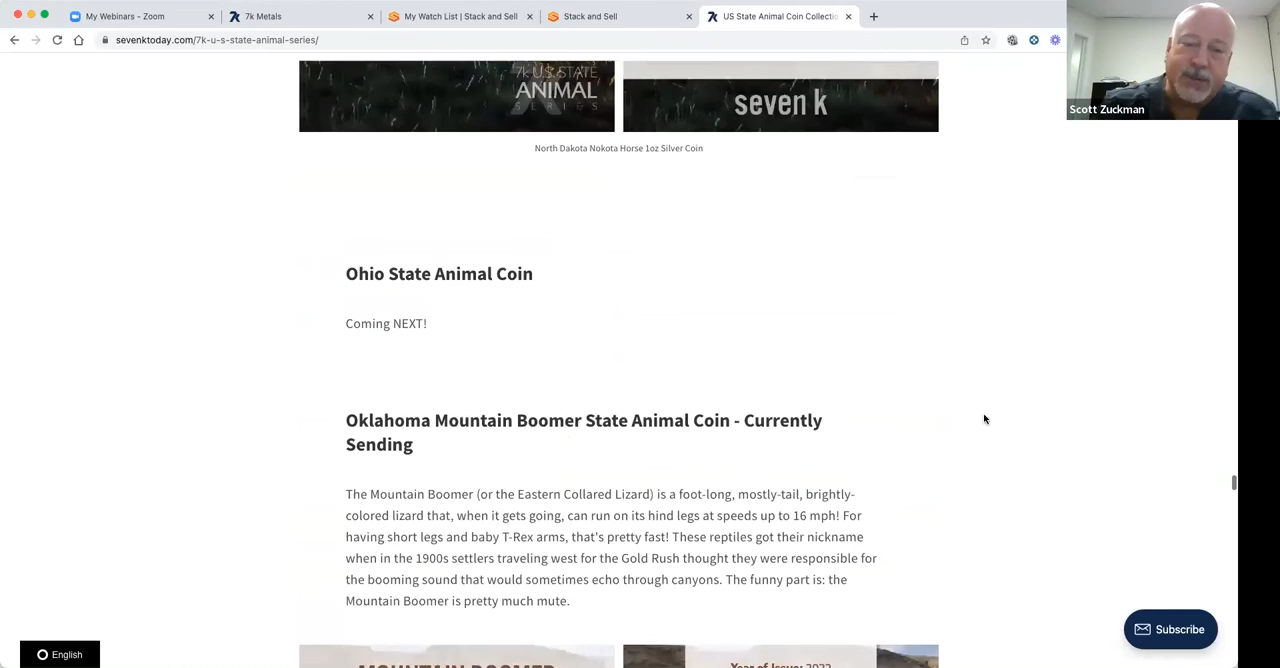 My Webinars - Zoom
7k Metals
My Watch List | Stack and Sell
Stack and Sell
US State Animal Coin Collectio
sevenktoday.com/7k-u-s-state-animal-series/
Scott Zuckman
7k U.S. STATE
ANIMAL
SERIES
seven k
North Dakota Nokota Horse 1oz Silver Coin
Ohio State Animal Coin
Coming NEXT!
Oklahoma Mountain Boomer State Animal Coin - Currently
Sending
The Mountain Boomer (or the Eastern Collared Lizard) is a foot-long, mostly-tail, brightly-
colored lizard that, when it gets going, can run on its hind legs at speeds up to 16 mph! For
having short legs and baby T-Rex arms, that's pretty fast! These reptiles got their nickname
when in the 1900s settlers traveling west for the Gold Rush thought they were responsible for
the booming sound that would sometimes echo through canyons. The funny part is: the
Mountain Boomer is pretty much mute.
Subscribe
English
MOUNTAIN BOOMER
Year of Issue: 2022